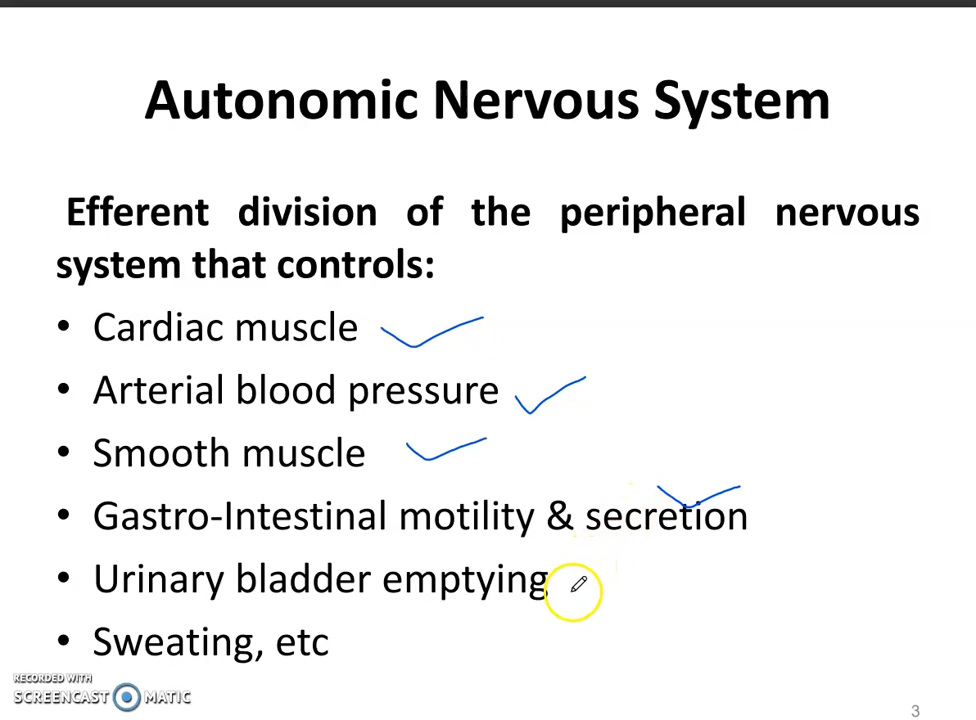 Autonomic Nervous System
Efferent division of the peripheral nervous
system that controls:
• Cardiac muscle
• Arterial blood pressure
• Smooth muscle
• Gastro-Intestinal motility & secretion
• Urinary bladder emptying
• Sweating, etc
RECORDED WITH
SCREENCAST MATIC
3